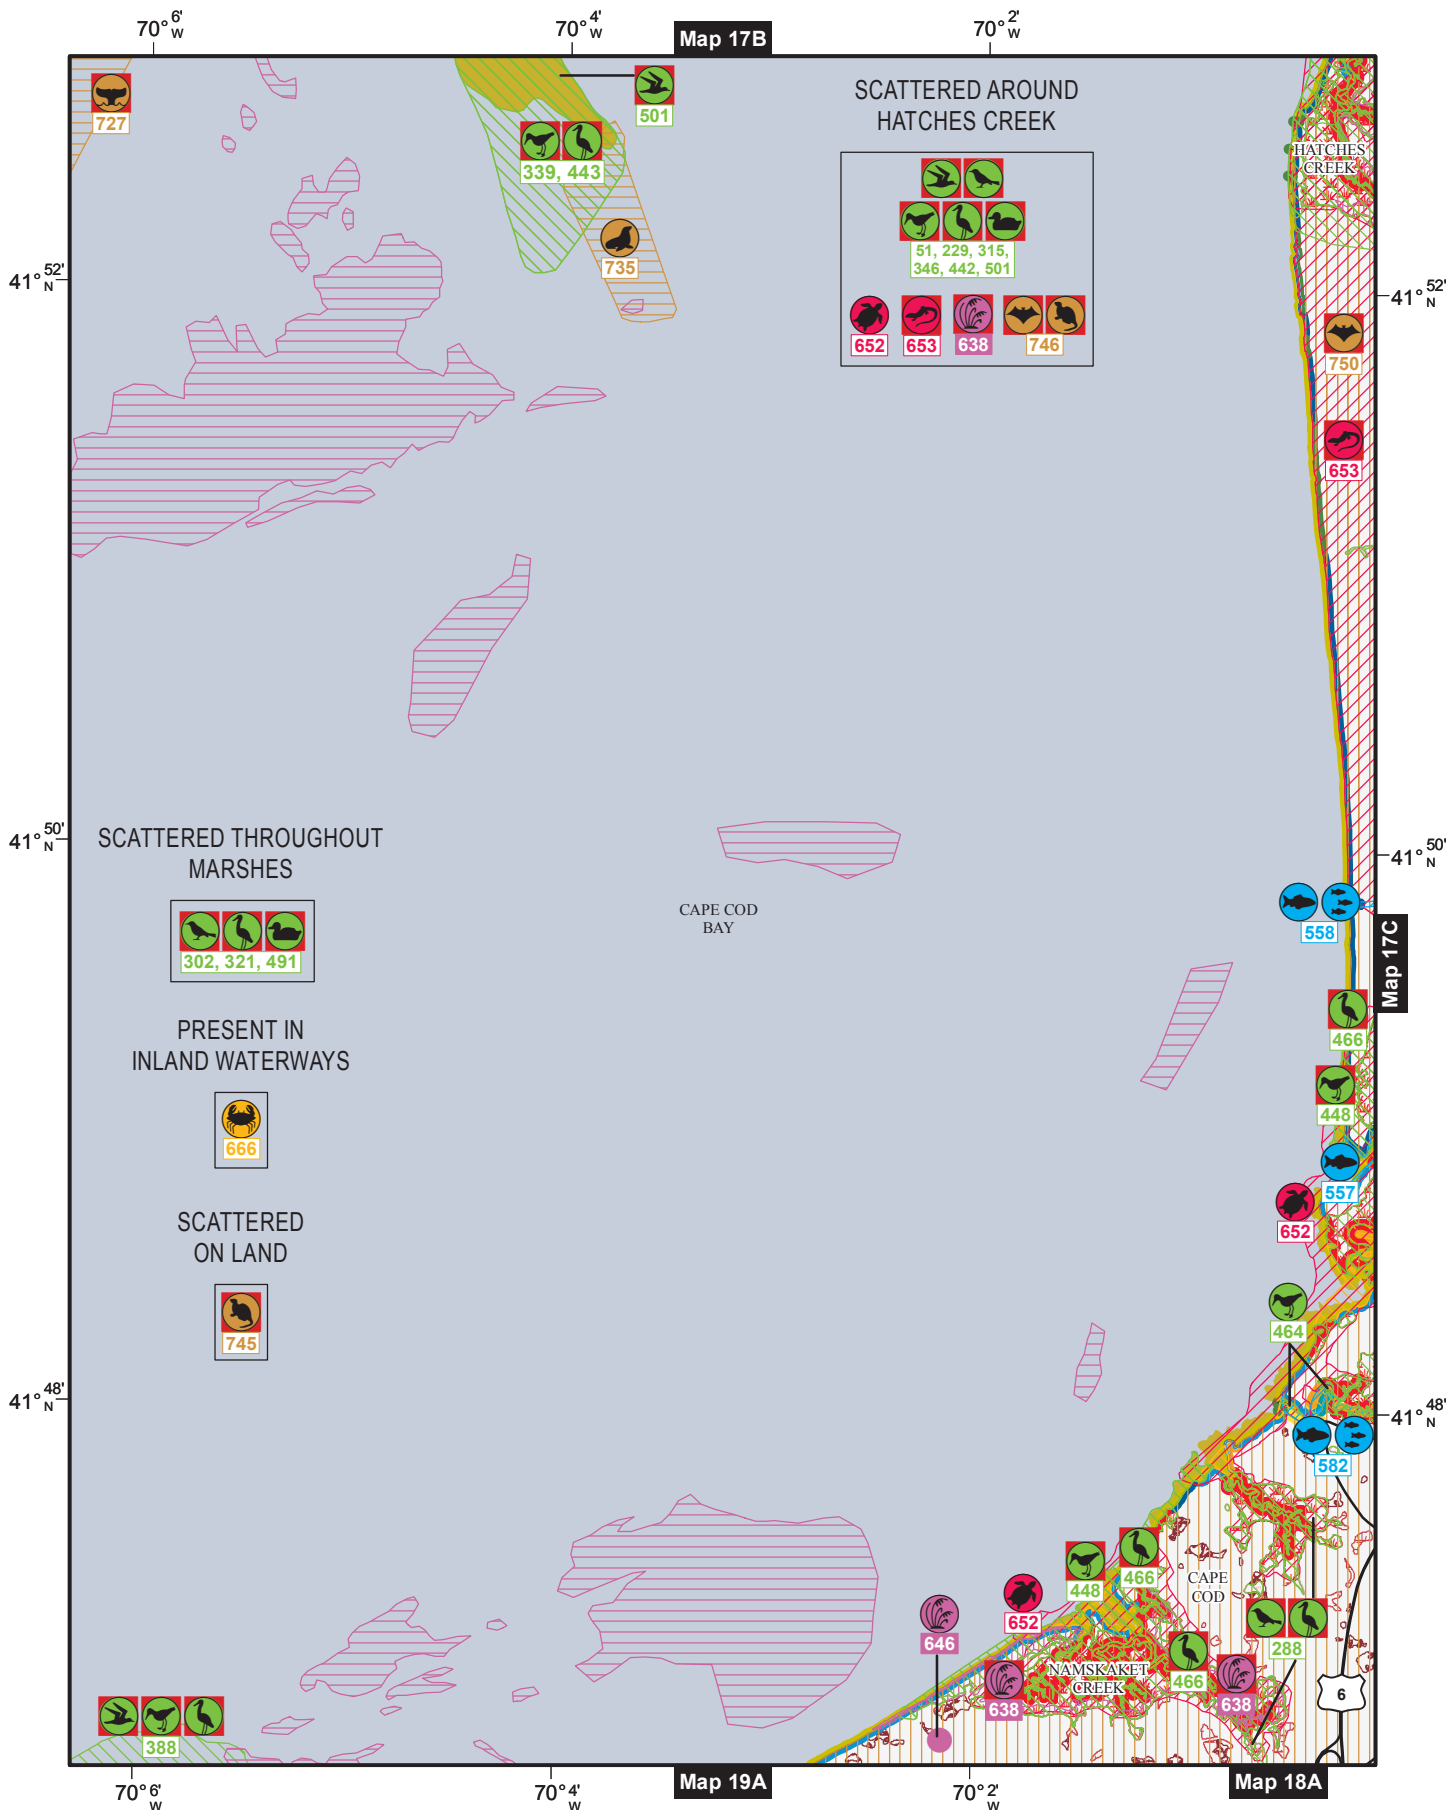 70° 6' W
70° 4' W
Map 17B
70° 2' W
727
501
339, 443
735
SCATTERED AROUND
HATCHES CREEK
51, 229, 315,
346, 442, 501
652
653
638
746
HATCHES
CREEK
41° 52' N
41° 52' N
750
653
41° 50' N
41° 50' N
SCATTERED THROUGHOUT
MARSHES
302, 321, 491
CAPE COD
BAY
558
Map 17C
466
PRESENT IN
INLAND WATERWAYS
666
448
557
652
SCATTERED
ON LAND
745
464
41° 48' N
41° 48' N
582
448
466
CAPE
COD
652
646
288
NAMSKAKET
CREEK
466
638
638
6
388
70° 6' W
70° 4' W
Map 19A
70° 2' W
Map 18A